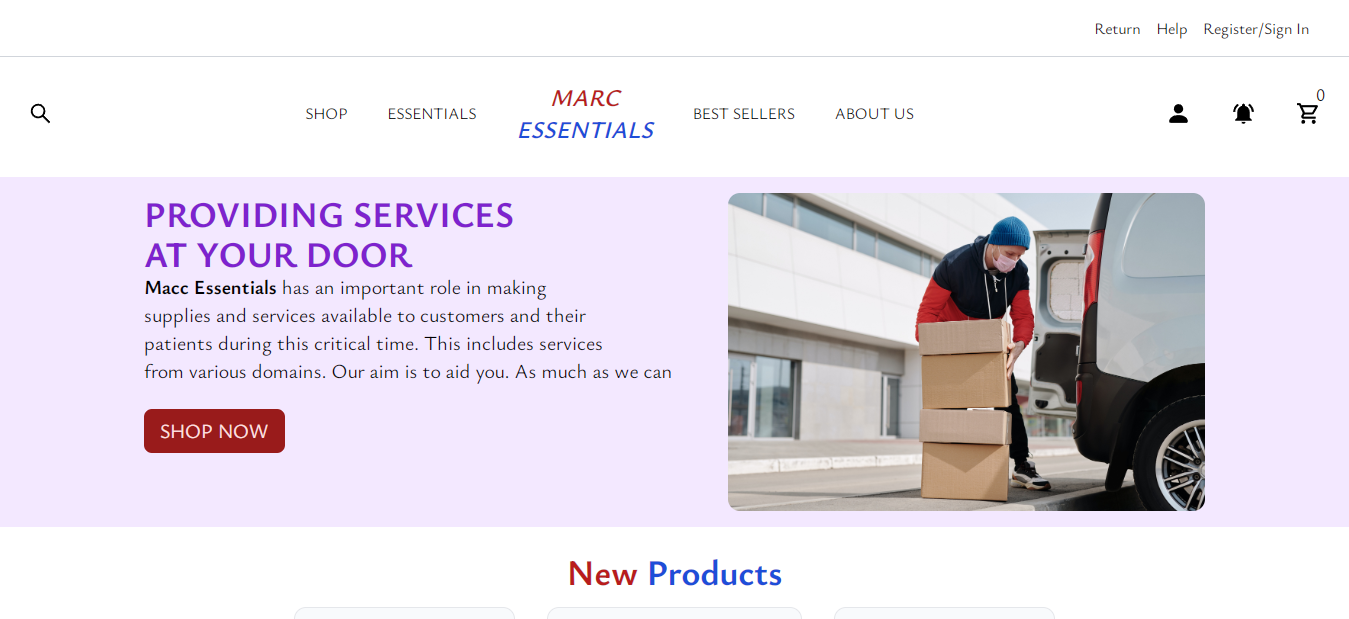 Return Help Register/Sign In
SHOP ESSENTIALS MARC ESSENTIALS BEST SELLERS ABOUT US 0
PROVIDING SERVICES
AT YOUR DOOR
Macc Essentials has an important role in making
supplies and services available to customers and their
patients during this critical time. This includes services
from various domains. Our aim is to aid you. As much as we can
SHOP NOW
New Products